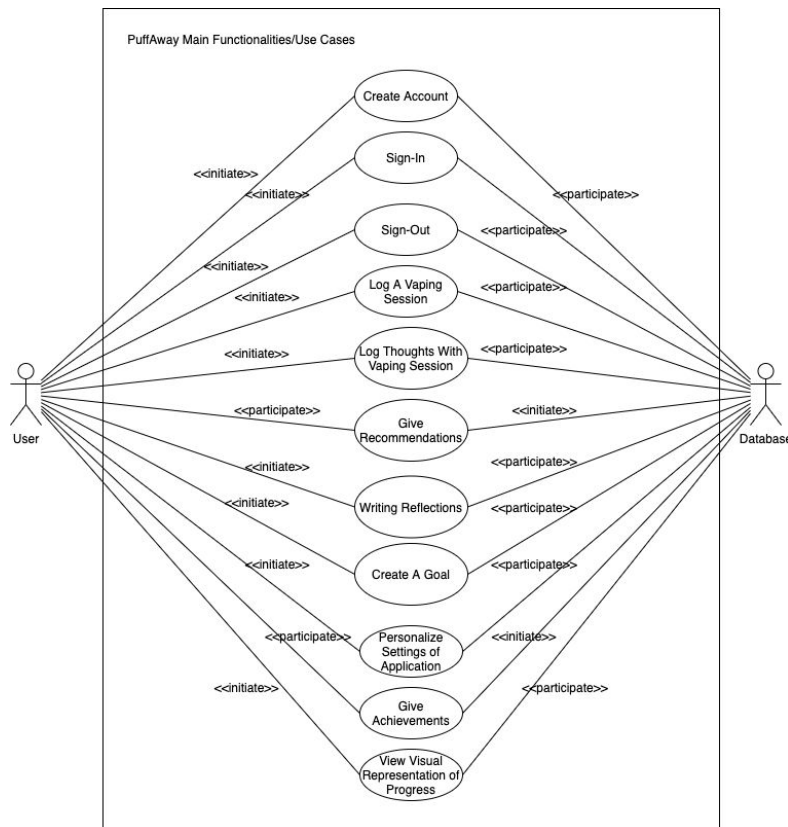 PuffAway Main Functionalities/Use Cases
Create Account
Sign-In
<<initiate>>
<<initiate>>
<<participate>>
Sign-Out
<<participate>>
<<initiate>>
Log A Vaping
Session
<<participate>>
<<initiate>>
Log Thoughts With
Vaping Session
<<initiate>>
<<participate>>
User
Database
<<participate>>
Give
Recommendations
<<initiate>>
<<initiate>>
<<participate>>
Writing Reflections
<<initiate>>
<<participate>>
<<initiate>>
Create A Goal
<<participate>>
<<participate>>
Personalize
Settings of
Application
<<initiate>>
<<initiate>>
Give
Achievements
<<participate>>
View Visual
Representation of
Progress